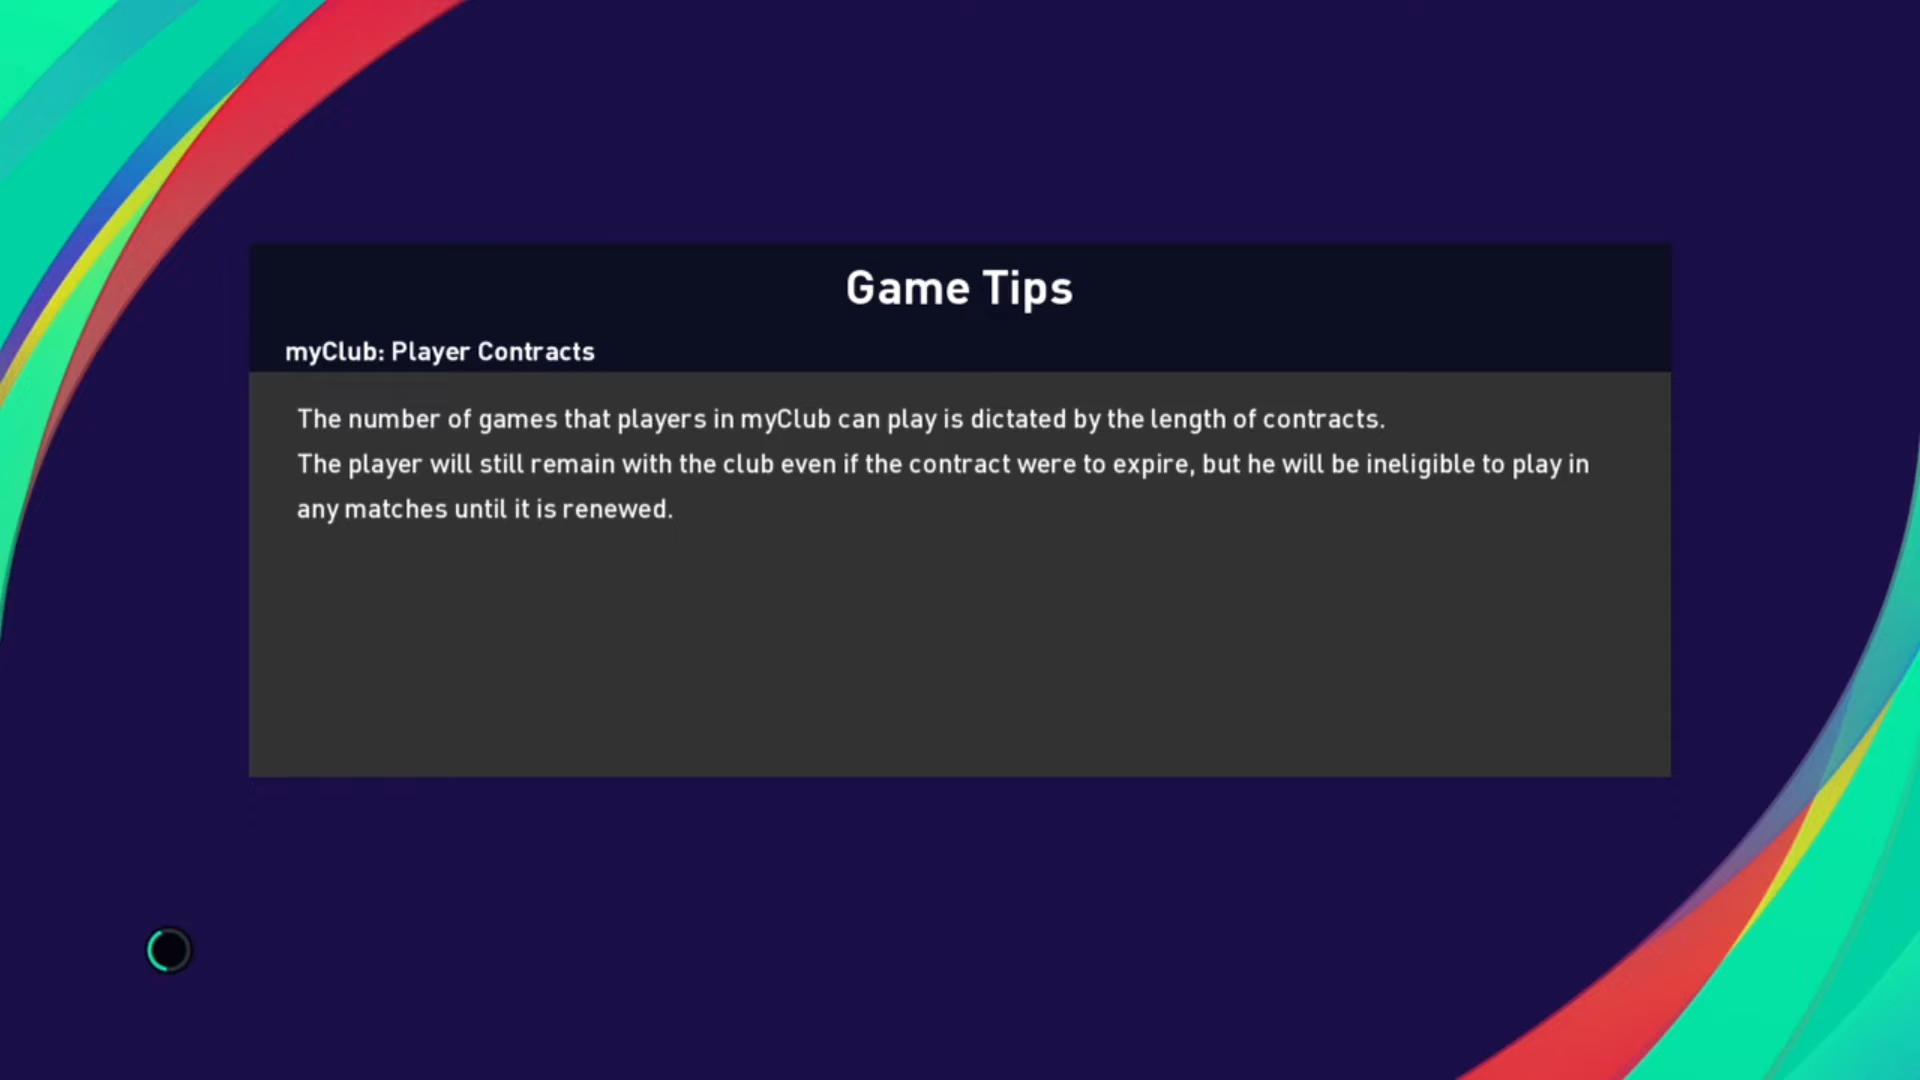 Game Tips
myClub: Player Contracts
The number of games that players in myClub can play is dictated by the length of contracts.
The player will still remain with the club even if the contract were to expire, but he will be ineligible to play in
any matches until it is renewed.